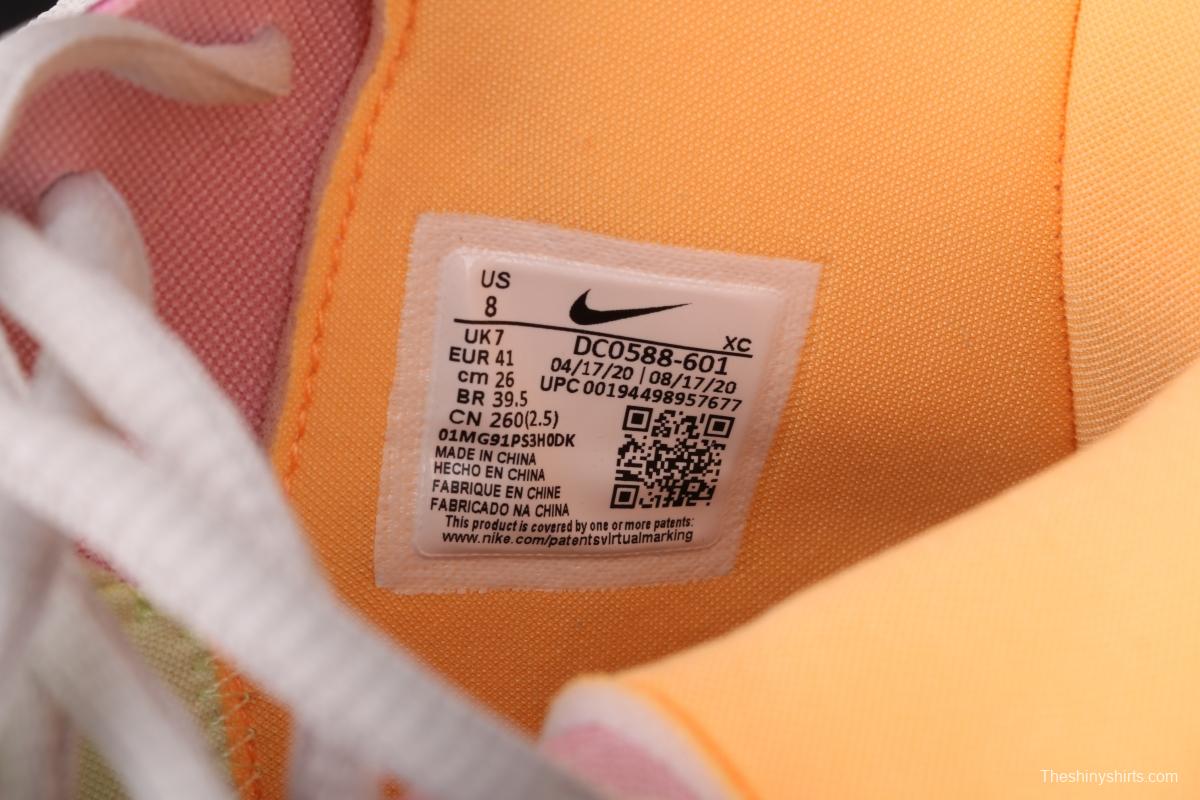 US
8
XC
UK 7
DC0588-601
EUR 41
04/17/20 | 08/17/20
cm 26
UPC 00194498957677
BR 39.5
CN 260(2.5)
01MG91PS3H0DK
MADE IN CHINA
HECHO EN CHINA
FABRIQUE EN CHINE
FABRICADO NA CHINA
This product is covered by one or more patents:
www.nike.com/patentsvirtualmarking
Theshinyshirts.com